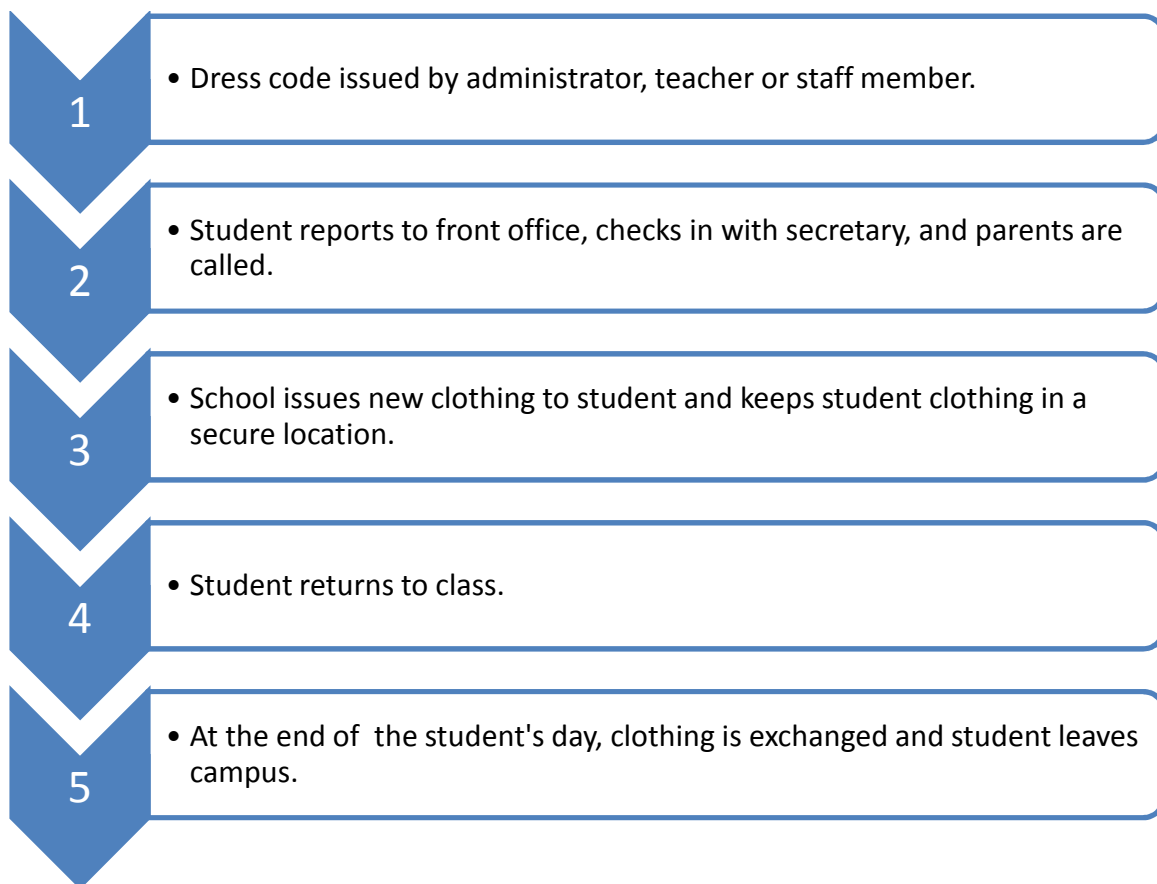 1
• Dress code issued by administrator, teacher or staff member.
2
• Student reports to front office, checks in with secretary, and parents are
called.
3
• School issues new clothing to student and keeps student clothing in a
secure location.
4
• Student returns to class.
5
• At the end of  the student's day, clothing is exchanged and student leaves
campus.